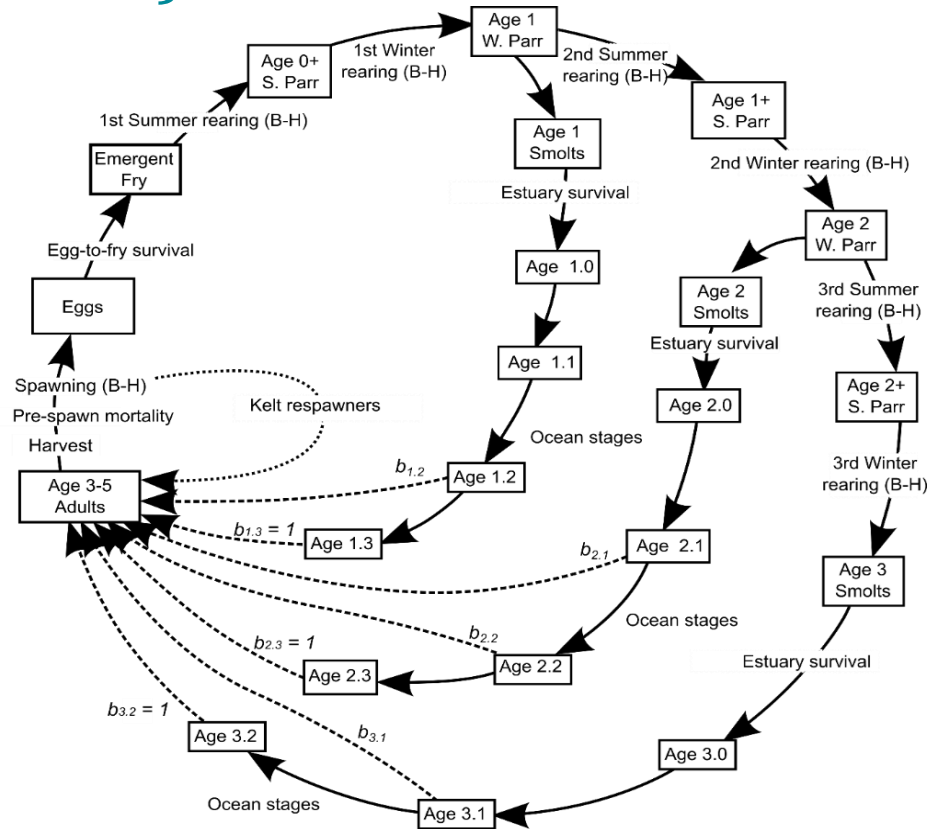 Age 1
W. Parr
1st Winter
rearing (B-H)
2nd Summer
rearing (B-H)
Age 0+
S. Parr
Age 1+
S. Parr
1st Summer rearing (B-H)
Age 1
Smolts
Emergent
Fry
2nd Winter rearing (B-H)
Estuary survival
Age 2
W. Parr
Egg-to-fry survival
Age 1.0
Eggs
Age 2
Smolts
3rd Summer
rearing (B-H)
Estuary survival
Age 1.1
Spawning (B-H)
Pre-spawn mortality
Harvest
Kelt respawners
Age 2.0
Age 2+
S. Parr
Ocean stages
b1.2
Age 1.2
3rd Winter
rearing (B-H)
Age 3-5
Adults
b1.3 = 1
Age 1.3
b2.1
Age 2.1
Age 3
Smolts
Ocean stages
b2.2
b2.3 = 1
Age 2.3
Age 2.2
Estuary survival
b3.2 = 1
Age 3.2
b3.1
Age 3.0
Ocean stages
Age 3.1